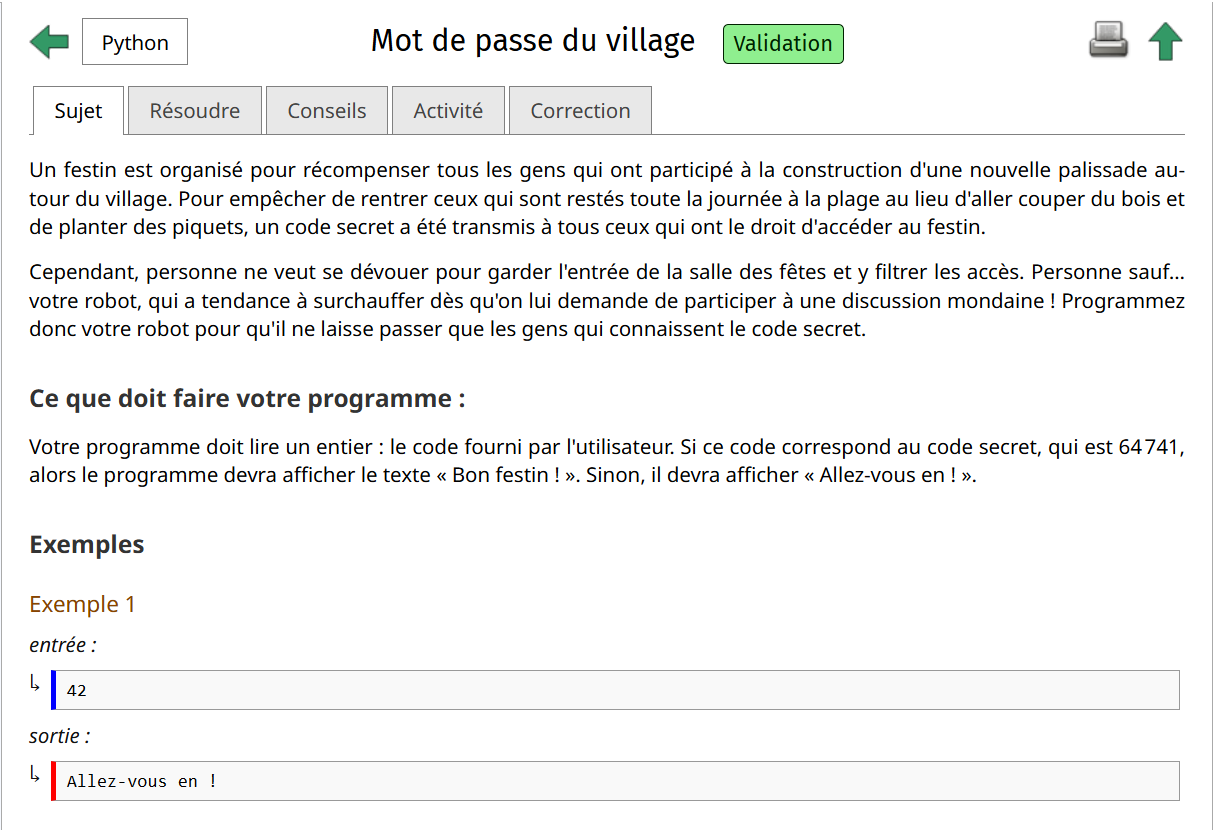 Python
Mot de passe du village
Validation
Sujet
Résoudre
Conseils
Activité
Correction
Un festin est organisé pour récompenser tous les gens qui ont participé à la construction d'une nouvelle palissade au-
tour du village. Pour empêcher de rentrer ceux qui sont restés toute la journée à la plage au lieu d'aller couper du bois et
de planter des piquets, un code secret a été transmis à tous ceux qui ont le droit d'accéder au festin.
Cependant, personne ne veut se dévouer pour garder l'entrée de la salle des fêtes et y filtrer les accès. Personne sauf...
votre robot, qui a tendance à surchauffer dès qu'on lui demande de participer à une discussion mondaine ! Programmez
donc votre robot pour qu'il ne laisse passer que les gens qui connaissent le code secret.
Ce que doit faire votre programme :
Votre programme doit lire un entier : le code fourni par l'utilisateur. Si ce code correspond au code secret, qui est 64 741,
alors le programme devra afficher le texte « Bon festin ! ». Sinon, il devra afficher « Allez-vous en ! ».
Exemples
Exemple 1
entrée :
42
sortie :
Allez-vous en !